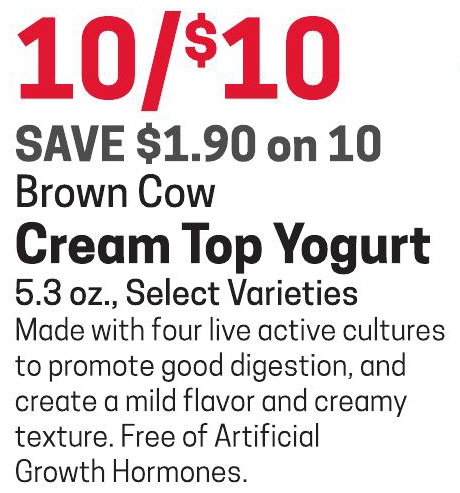 10/$10
SAVE $1.90 on 10
Brown Cow
Cream Top Yogurt
5.3 oz., Select Varieties
Made with four live active cultures
to promote good digestion, and
create a mild flavor and creamy
texture. Free of Artificial
Growth Hormones.